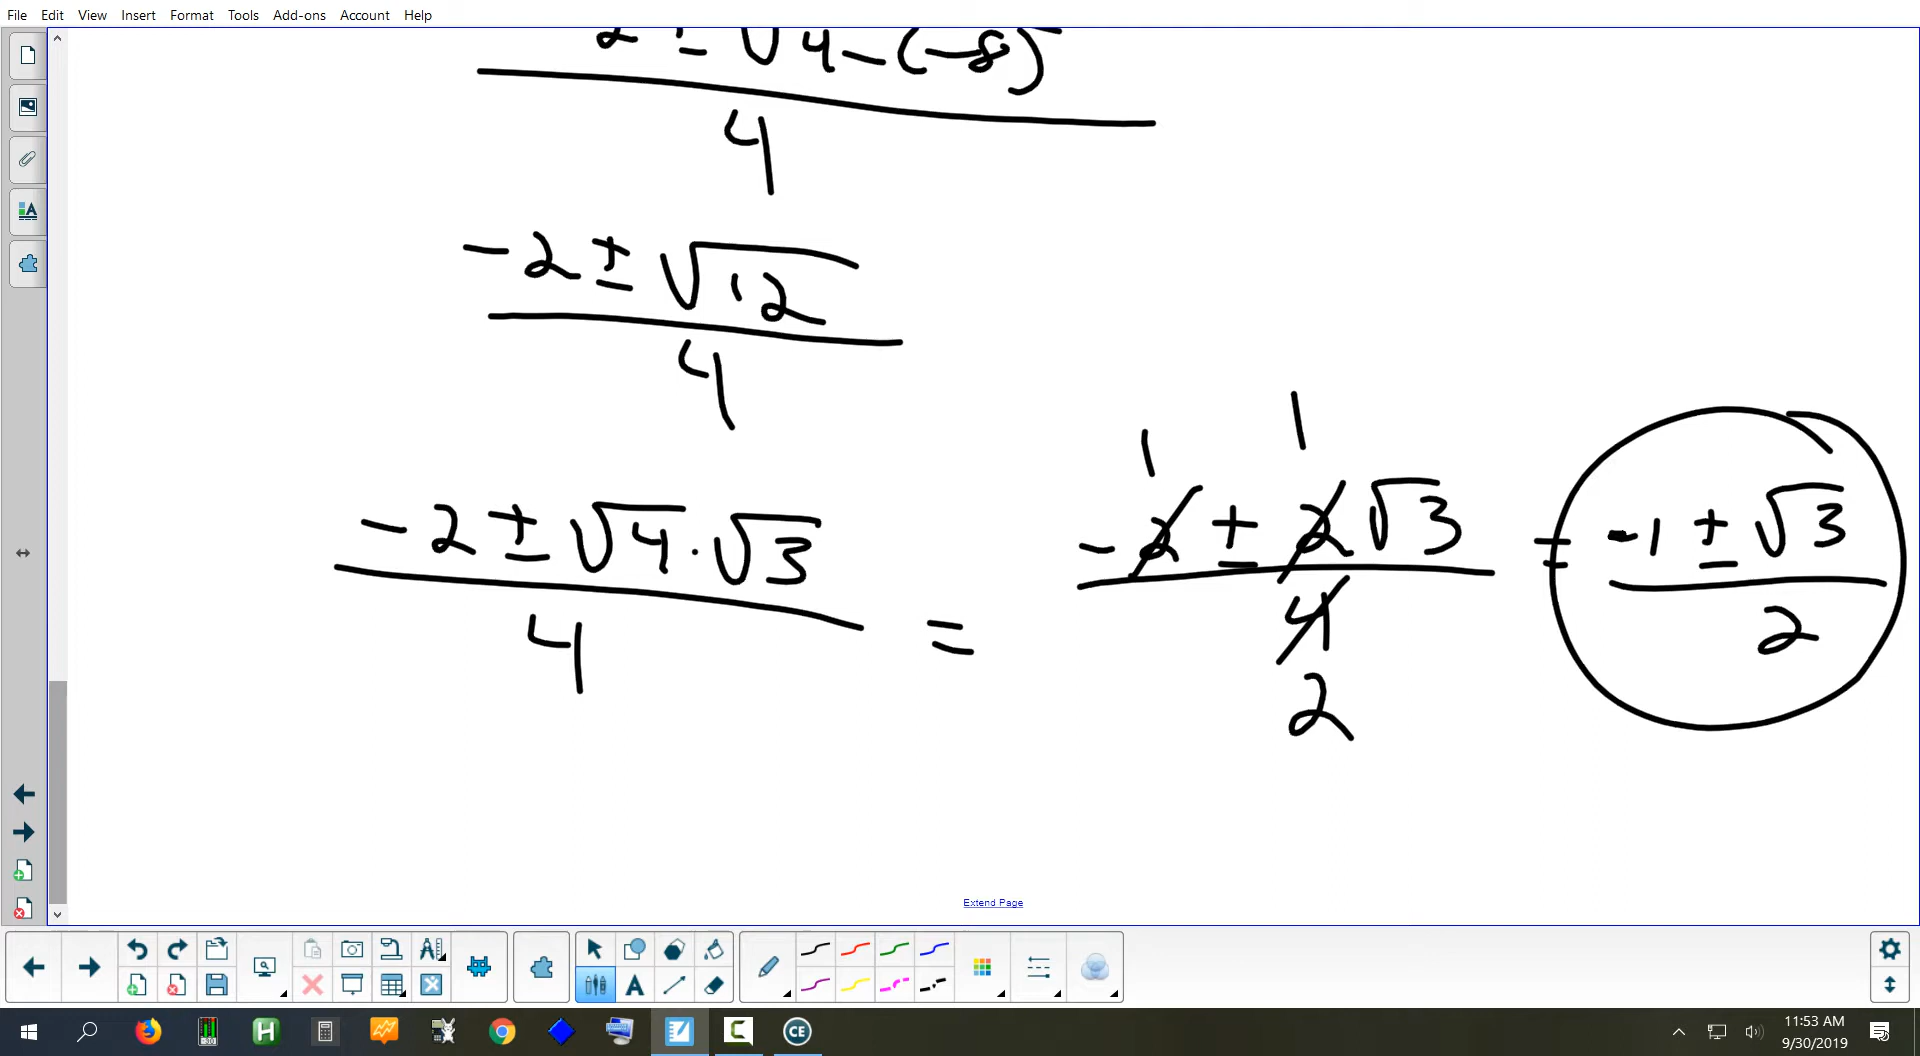 File Edit View Insert Format Tools Add-ons Account Help
2 ± √4 - (-8)
4
-2 ± √12
4
1 1
-2 ± √4 · √3 = -2 ± 2√3 = -1 ± √3
4 4 2
2
Extend Page
A
A
H
CE
11:53 AM
9/30/2019